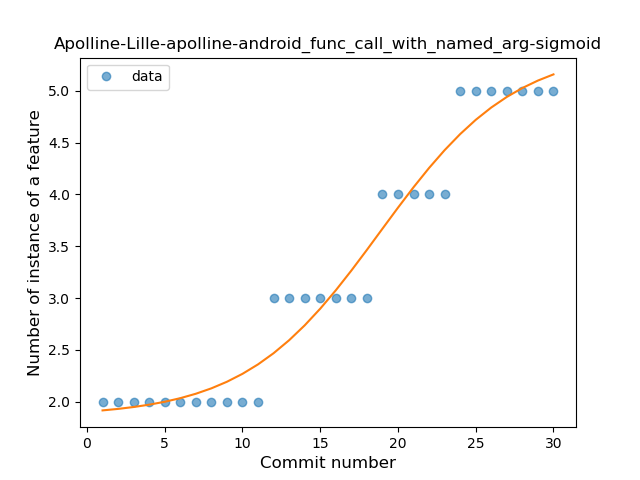 Apolline-Lille-apolline-android_func_call_with_named_arg-sigmoid
data
Number of instance of a feature
5.0
4.5
4.0
3.5
3.0
2.5
2.0
0 5 10 15 20 25 30
Commit number